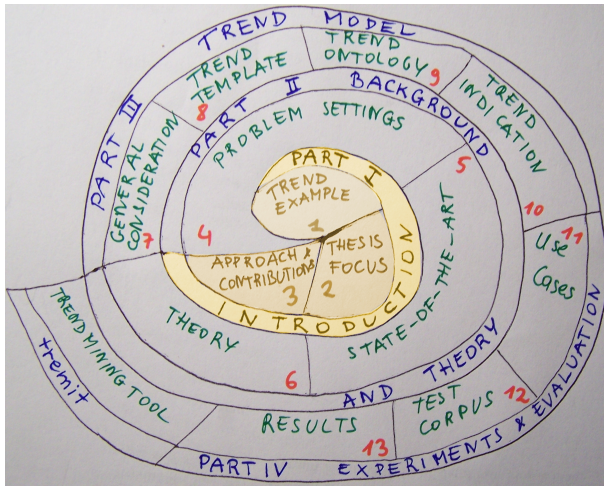 PART I
INTRODUCTION
TREND
EXAMPLE
1
THESIS
FOCUS
2
APPROACH &
CONTRIBUTIONS
3
PART II BACKGROUND
AND THEORY
PROBLEM SETTINGS
4
STATE-OF-THE-ART
5
THEORY
6
PART III TREND MODEL
GENERAL
CONSIDERATION
7
TREND
TEMPLATE
8
TREND
ONTOLOGY
9
TREND
INDICATION
10
PART IV EXPERIMENTS & EVALUATION
USE
CASES
11
TEST
CORPUS
12
RESULTS
13
TREND MINING TOOL
tremit